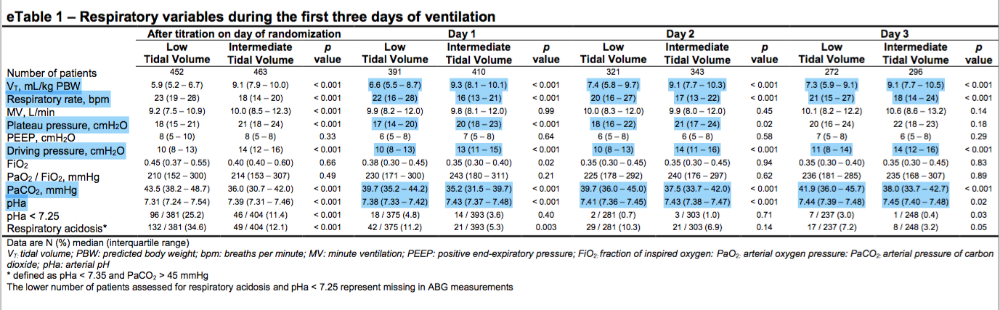 eTable 1 – Respiratory variables during the first three days of ventilation
After titration on day of randomization Day 1 Day 2 Day 3
Low Intermediate p Low Intermediate p Low Intermediate p Low Intermediate p
Tidal Volume Tidal Volume value Tidal Volume Tidal Volume value Tidal Volume Tidal Volume value Tidal Volume Tidal Volume value
Number of patients 452 463 391 410 321 343 272 296
VT, mL/kg PBW 5.9 (5.2 – 6.7) 9.1 (7.9 – 10.0) < 0.001 6.6 (5.5 – 8.7) 9.3 (8.1 – 10.1) < 0.001 7.4 (5.8 – 9.7) 9.1 (7.7 – 10.3) < 0.001 7.3 (5.9 – 9.1) 9.1 (7.7 – 10.5) < 0.001
Respiratory rate, bpm 23 (19 – 28) 18 (14 – 20) < 0.001 22 (16 – 28) 16 (13 – 21) < 0.001 20 (16 – 27) 17 (13 – 22) < 0.001 21 (15 – 27) 18 (14 – 24) < 0.001
MV, L/min 9.2 (7.5 – 10.9) 10.0 (8.5 – 12.3) < 0.001 9.9 (8.2 – 12.0) 9.8 (8.1 – 12.0) 0.99 10.0 (8.3 – 12.0) 9.9 (8.0 – 12.0) 0.45 10.1 (8.2 – 12.2) 10.6 (8.6 – 13.2) 0.14
Plateau pressure, cmH2O 18 (15 – 21) 21 (18 – 24) < 0.001 17 (14 – 20) 20 (18 – 23) < 0.001 18 (16 – 22) 21 (17 – 24) 0.02 20 (16 – 24) 22 (18 – 23) 0.18
PEEP, cmH2O 8 (5 – 10) 8 (5 – 8) 0.33 6 (5 – 8) 7 (5 – 8) 0.64 6 (5 – 8) 6 (5 – 8) 0.58 7 (5 – 8) 6 (5 – 8) 0.29
Driving pressure, cmH2O 10 (8 – 13) 14 (12 – 16) < 0.001 10 (8 – 13) 13 (11 – 15) < 0.001 10 (8 – 13) 14 (11 – 16) < 0.001 11 (8 – 14) 14 (12 – 16) < 0.001
FiO2 0.45 (0.37 – 0.55) 0.40 (0.40 – 0.60) 0.66 0.38 (0.30 – 0.45) 0.35 (0.30 – 0.40) 0.02 0.35 (0.30 – 0.45) 0.35 (0.30 – 0.45) 0.94 0.35 (0.30 – 0.40) 0.35 (0.30 – 0.45) 0.83
PaO2 / FiO2, mmHg 210 (152 – 300) 214 (153 – 307) 0.49 230 (171 – 300) 243 (180 – 311) 0.21 225 (178 – 292) 240 (176 – 297) 0.62 236 (181 – 285) 235 (168 – 307) 0.89
PaCO2, mmHg 43.5 (38.2 – 48.7) 36.0 (30.7 – 42.0) < 0.001 39.7 (35.2 – 44.2) 35.2 (31.5 – 39.7) < 0.001 39.7 (36.0 – 45.0) 37.5 (33.7 – 42.0) < 0.001 41.9 (36.0 – 45.7) 38.0 (33.7 – 42.7) < 0.001
pHa 7.31 (7.24 – 7.54) 7.39 (7.31 – 7.46) < 0.001 7.38 (7.33 – 7.42) 7.43 (7.37 – 7.48) < 0.001 7.41 (7.36 – 7.45) 7.43 (7.38 – 7.47) < 0.001 7.44 (7.39 – 7.48) 7.45 (7.40 – 7.48) 0.02
pHa < 7.25 96 / 381 (25.2) 46 / 404 (11.4) < 0.001 18 / 375 (4.8) 14 / 393 (3.6) 0.40 2 / 281 (0.7) 3 / 303 (1.0) 0.71 7 / 237 (3.0) 1 / 248 (0.4) 0.03
Respiratory acidosis* 132 / 381 (34.6) 49 / 404 (12.1) < 0.001 42 / 375 (11.2) 21 / 393 (5.3) 0.003 29 / 281 (10.3) 21 / 303 (6.9) 0.14 17 / 237 (7.2) 8 / 248 (3.2) 0.05
Data are N (%) median (interquartile range)
VT: tidal volume; PBW: predicted body weight; bpm: breaths per minute; MV: minute ventilation; PEEP: positive end-expiratory pressure; FiO2: fraction of inspired oxygen: PaO2: arterial oxygen pressure: PaCO2: arterial pressure of carbon
dioxide; pHa: arterial pH
* defined as pHa < 7.35 and PaCO2 > 45 mmHg
The lower number of patients assessed for respiratory acidosis and pHa < 7.25 represent missing in ABG measurements